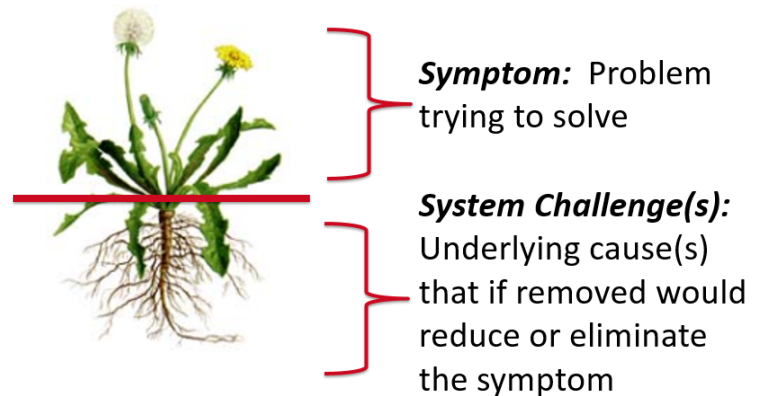 Symptom: Problem
trying to solve
System Challenge(s):
Underlying cause(s)
that if removed would
reduce or eliminate
the symptom